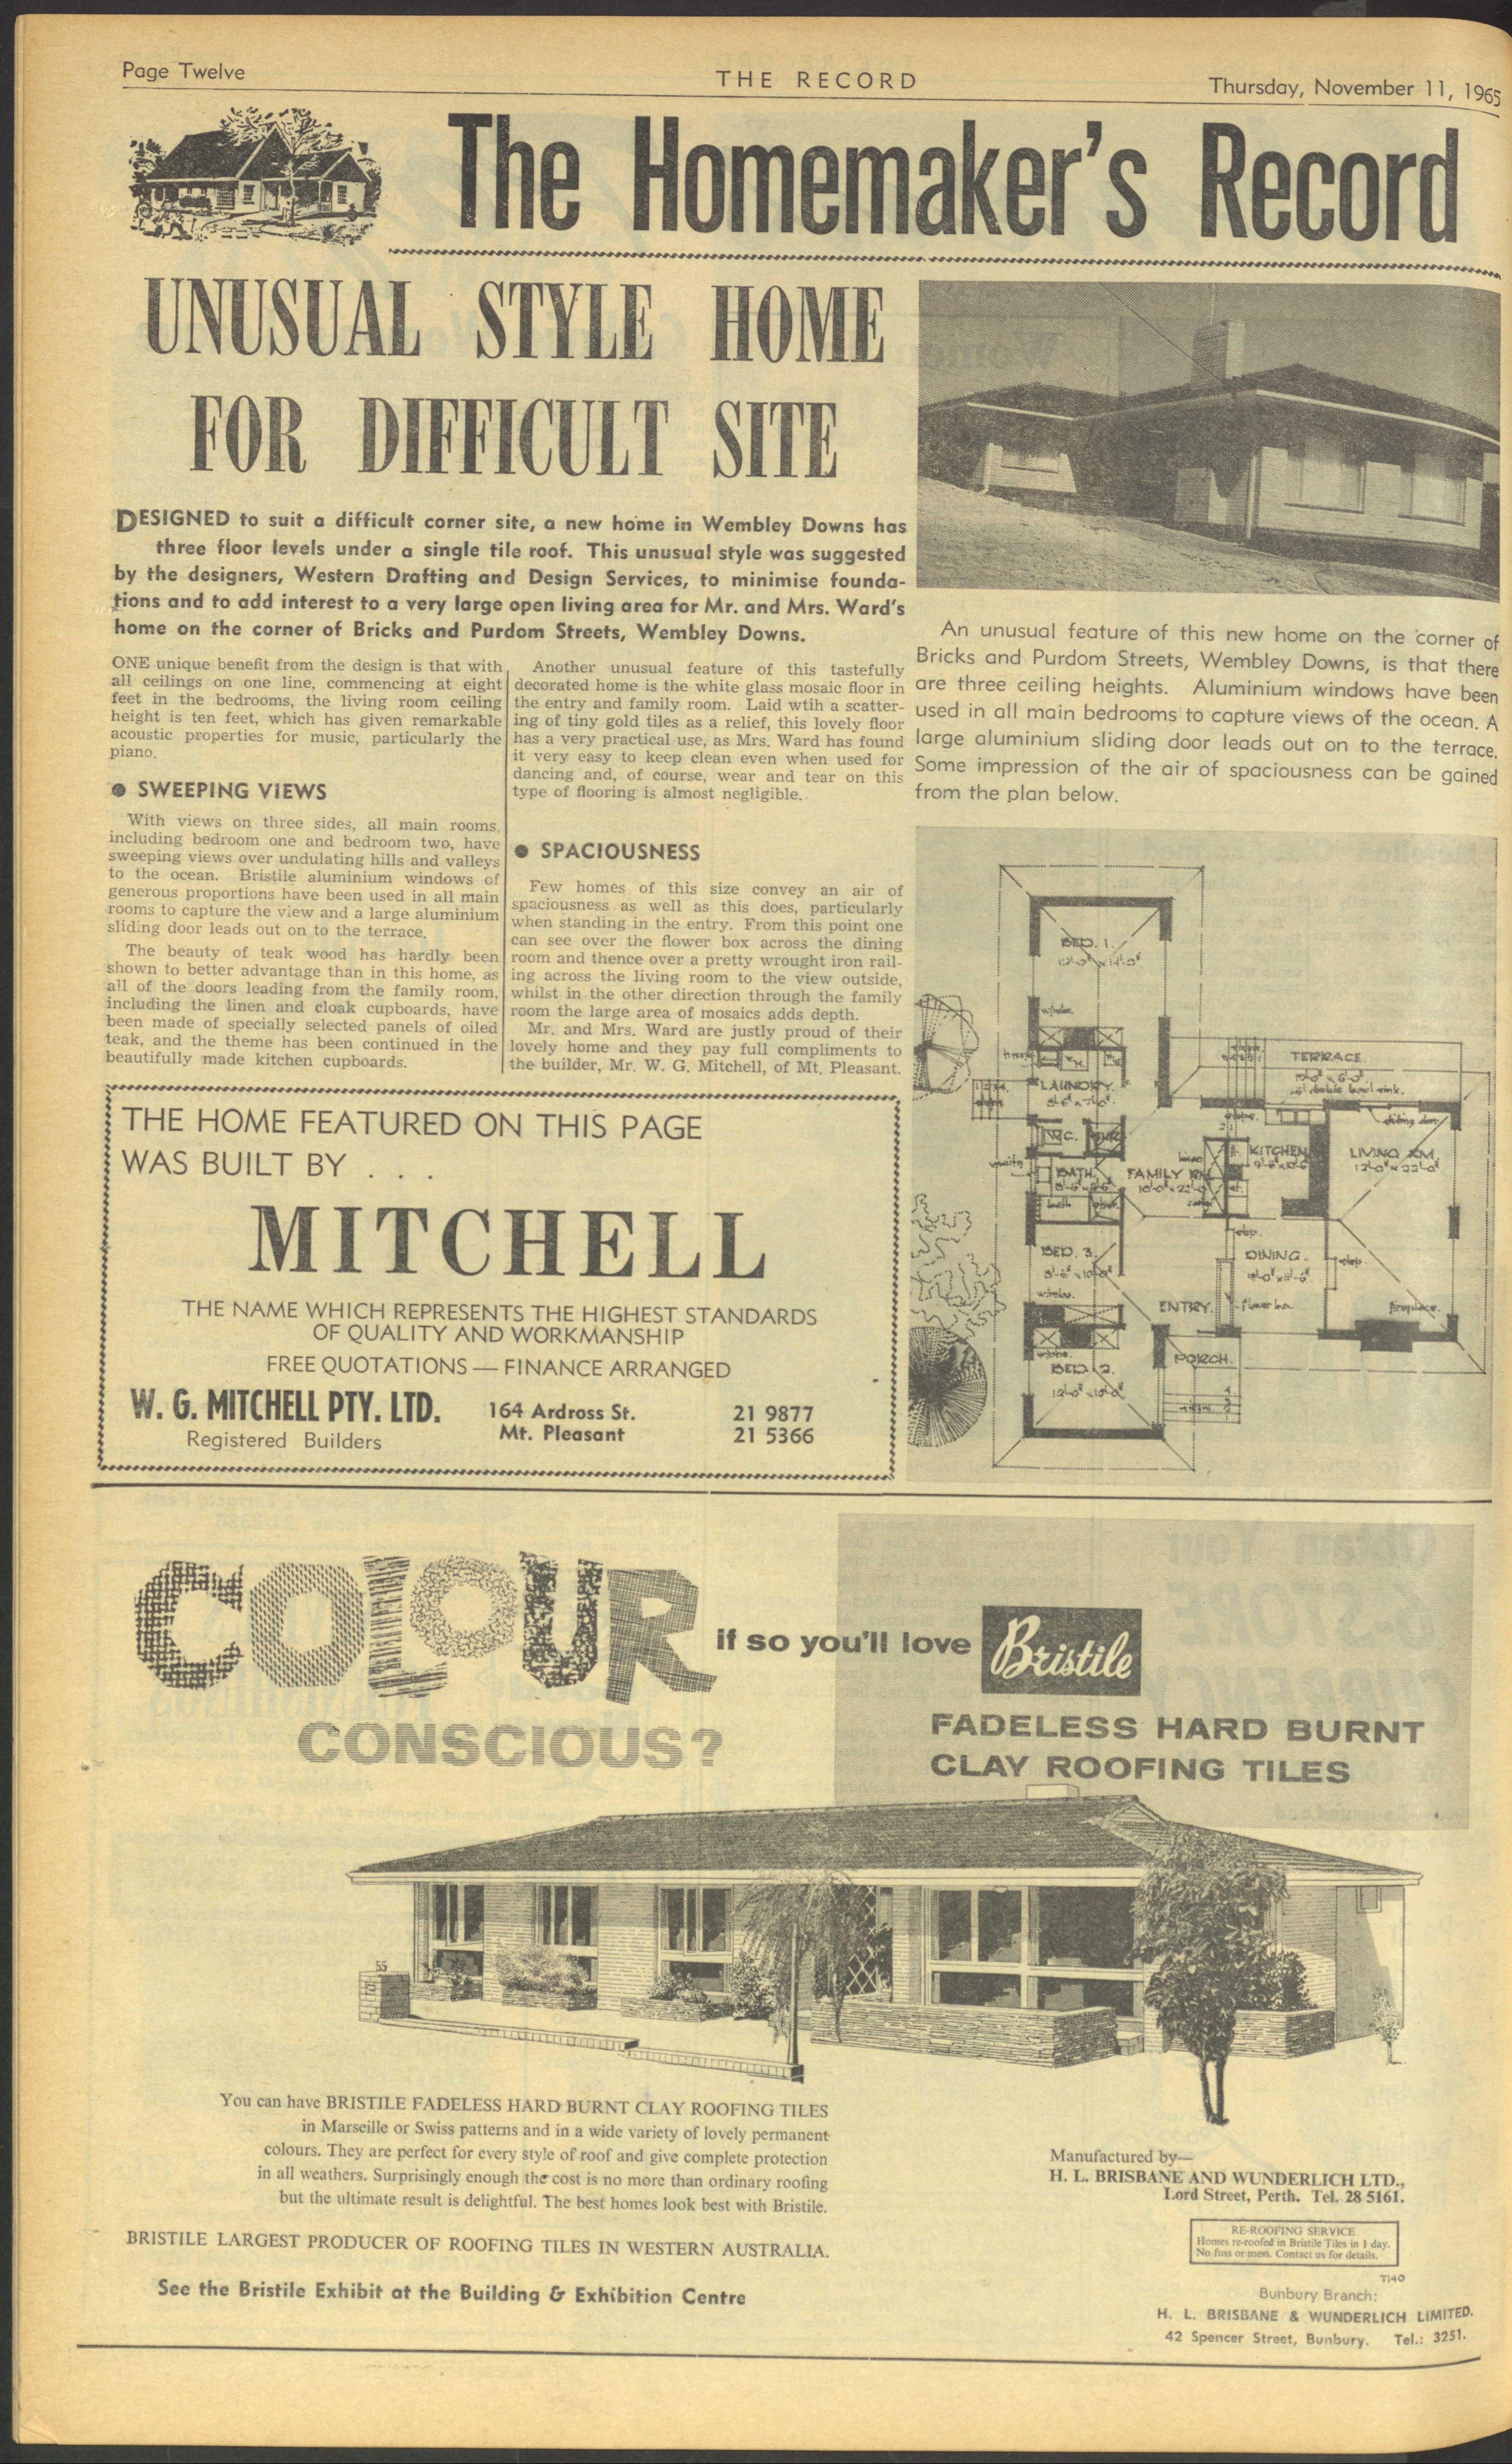 Page Twelve
THE RECORD
Thursday, November 11, 1965
The Homemaker's Record
UNUSUAL STYLE HOME
FOR DIFFICULT SITE
DESIGNED to suit a difficult corner site, a new home in Wembley Downs has
three floor levels under a single tile roof. This unusual style was suggested
by the designers, Western Drafting and Design Services, to minimise founda-
tions and to add interest to a very large open living area for Mr. and Mrs. Ward's
home on the corner of Bricks and Purdom Streets, Wembley Downs.
ONE unique benefit from the design is that with
all ceilings on one line, commencing at eight
feet in the bedrooms, the living room ceiling
height is ten feet, which has given remarkable
acoustic properties for music, particularly the
piano.
● SWEEPING VIEWS
With views on three sides, all main rooms,
including bedroom one and bedroom two, have
sweeping views over undulating hills and valleys
to the ocean. Bristile aluminium windows of
generous proportions have been used in all main
rooms to capture the view and a large aluminium
sliding door leads out on to the terrace.
The beauty of teak wood has hardly been
shown to better advantage than in this home, as
all of the doors leading from the family room,
including the linen and cloak cupboards, have
been made of specially selected panels of oiled
teak, and the theme has been continued in the
beautifully made kitchen cupboards.
Another unusual feature of this tastefully
decorated home is the white glass mosaic floor in
the entry and family room. Laid wtih a scatter-
ing of tiny gold tiles as a relief, this lovely floor
has a very practical use, as Mrs. Ward has found
it very easy to keep clean even when used for
dancing and, of course, wear and tear on this
type of flooring is almost negligible.
● SPACIOUSNESS
Few homes of this size convey an air of
spaciousness as well as this does, particularly
when standing in the entry. From this point one
can see over the flower box across the dining
room and thence over a pretty wrought iron rail-
ing across the living room to the view outside,
whilst in the other direction through the family
room the large area of mosaics adds depth.
Mr. and Mrs. Ward are justly proud of their
lovely home and they pay full compliments to
the builder, Mr. W. G. Mitchell, of Mt. Pleasant.
An unusual feature of this new home on the corner of
Bricks and Purdom Streets, Wembley Downs, is that there
are three ceiling heights. Aluminium windows have been
used in all main bedrooms to capture views of the ocean. A
large aluminium sliding door leads out on to the terrace.
Some impression of the air of spaciousness can be gained
from the plan below.
BED. 1.
TERRACE
LAUNDRY
W.C.
KITCHEN
LIVING RM.
12'-0" x 22'-0"
BATH
FAMILY RM
BED. 3.
DINING.
step.
ENTRY.
fireplace.
BED. 2.
PORCH.
THE HOME FEATURED ON THIS PAGE
WAS BUILT BY . . .
MITCHELL
THE NAME WHICH REPRESENTS THE HIGHEST STANDARDS
OF QUALITY AND WORKMANSHIP
FREE QUOTATIONS — FINANCE ARRANGED
W. G. MITCHELL PTY. LTD.
Registered Builders
164 Ardross St.
Mt. Pleasant
21 9877
21 5366
COLOUR
CONSCIOUS?
if so you'll love
Bristile
FADELESS HARD BURNT
CLAY ROOFING TILES
55
You can have BRISTILE FADELESS HARD BURNT CLAY ROOFING TILES
in Marseille or Swiss patterns and in a wide variety of lovely permanent
colours. They are perfect for every style of roof and give complete protection
in all weathers. Surprisingly enough the cost is no more than ordinary roofing
but the ultimate result is delightful. The best homes look best with Bristile.
BRISTILE LARGEST PRODUCER OF ROOFING TILES IN WESTERN AUSTRALIA.
See the Bristile Exhibit at the Building & Exhibition Centre
Manufactured by—
H. L. BRISBANE AND WUNDERLICH LTD.,
Lord Street, Perth. Tel. 28 5161.
RE-ROOFING SERVICE
Homes re-roofed in Bristile Tiles in 1 day.
No fuss or mess. Contact us for details.
T140
Bunbury Branch:
H. L. BRISBANE & WUNDERLICH LIMITED.
42 Spencer Street, Bunbury. Tel.: 3251.